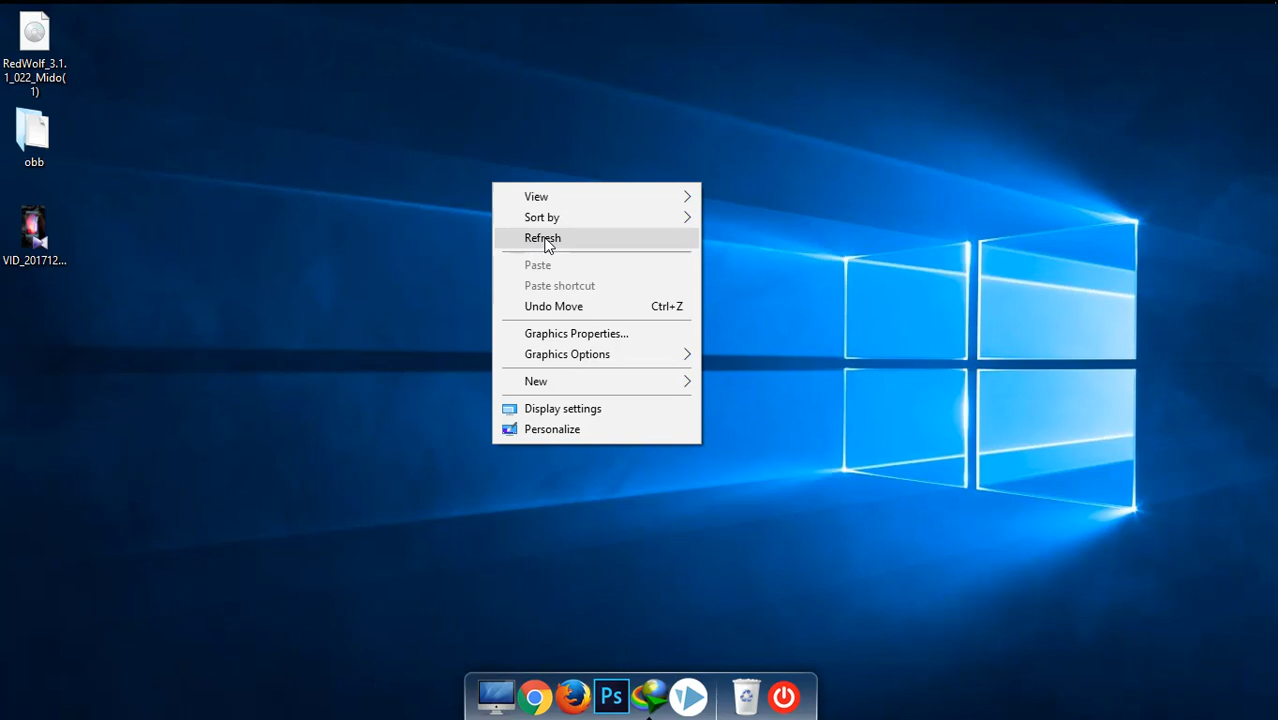 RedWolf_3.1.
1_022_Mido(
1)
obb
VID_201712...
View
Sort by
Refresh
Paste
Paste shortcut
Undo Move Ctrl+Z
Graphics Properties...
Graphics Options
New
Display settings
Personalize
Ps